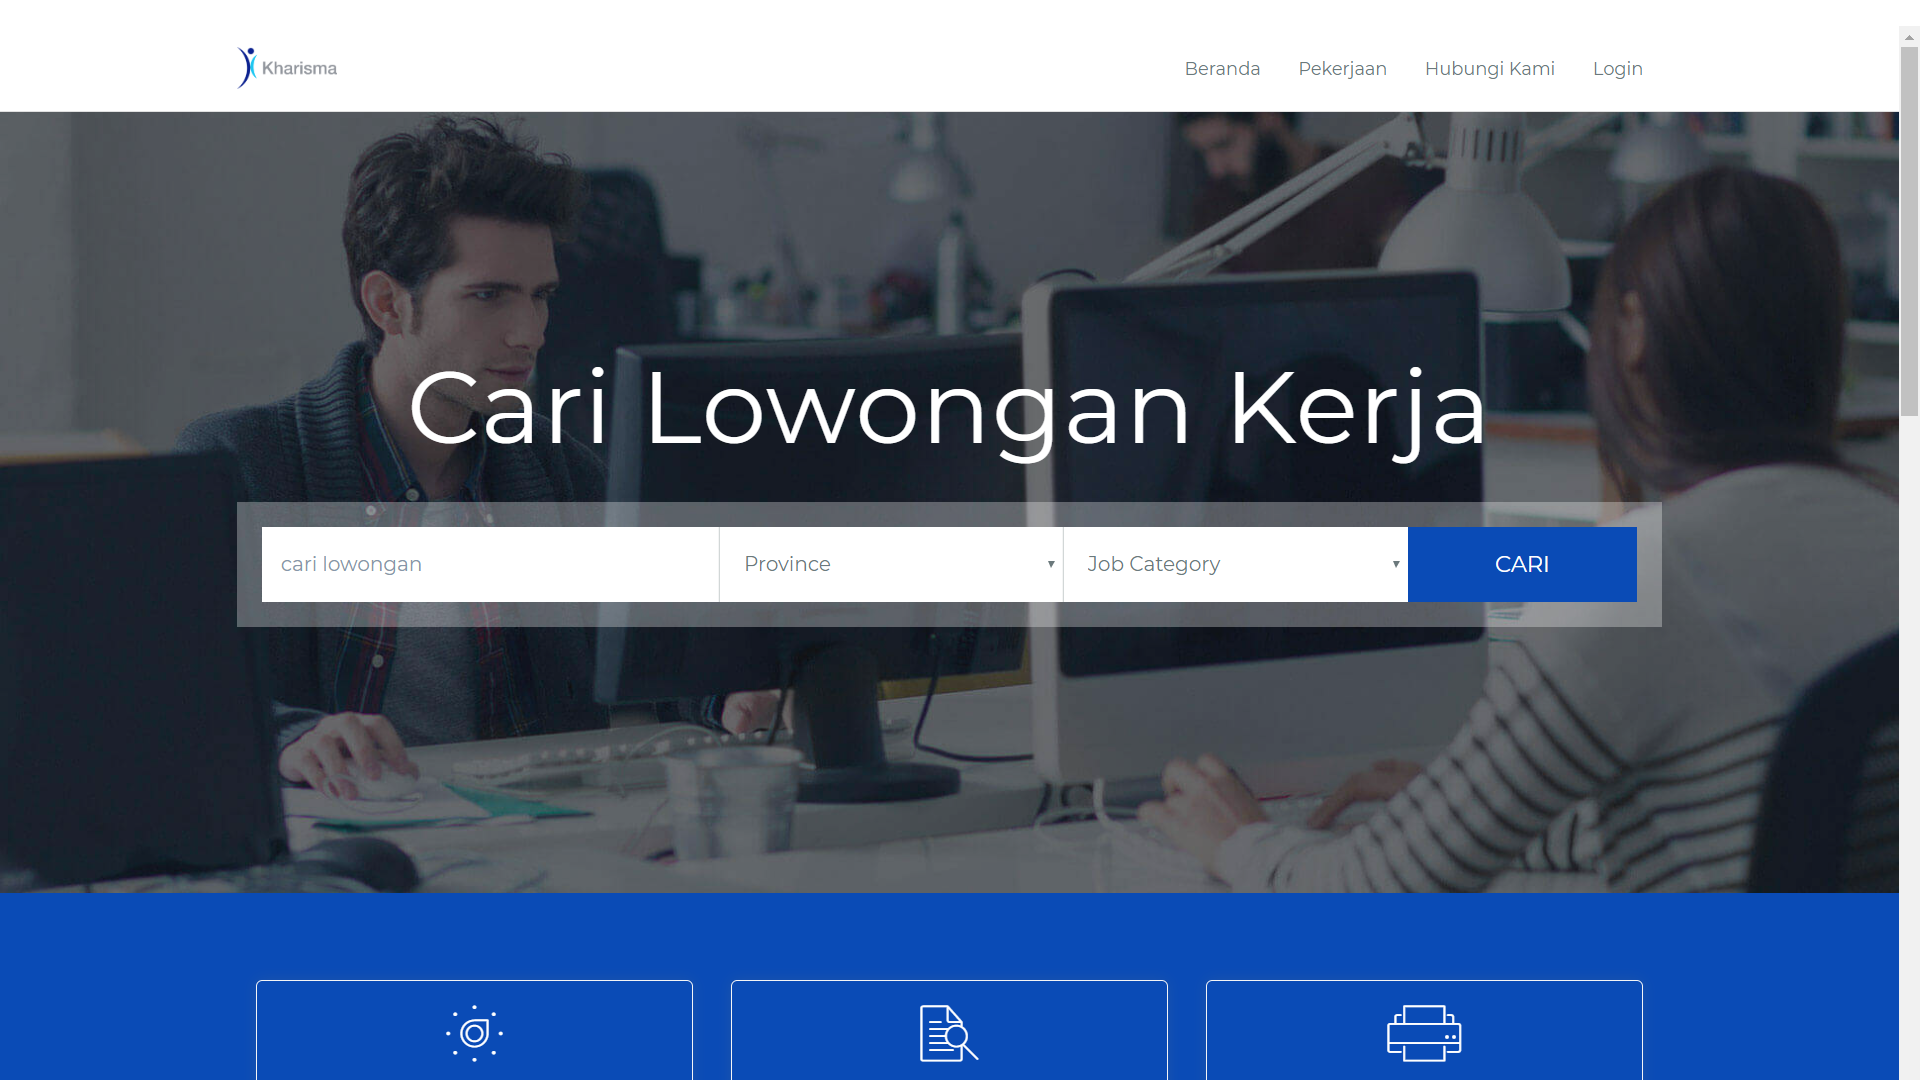 Kharisma
Beranda Pekerjaan Hubungi Kami Login
Cari Lowongan Kerja
cari lowongan Province Job Category CARI